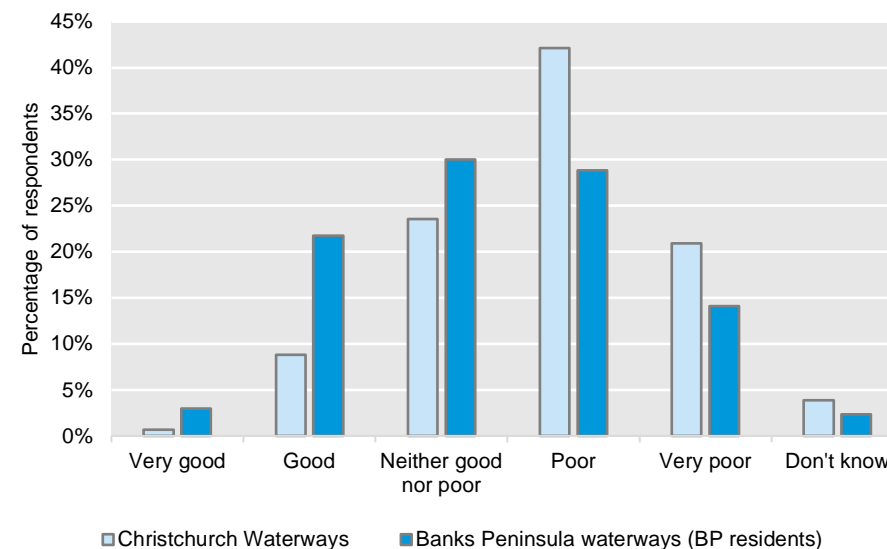 45%
40%
35%
30%
25%
20%
15%
10%
5%
0%
Percentage of respondents
Very good
Good
Neither good
nor poor
Poor
Very poor
Don't know
Christchurch Waterways
Banks Peninsula waterways (BP residents)